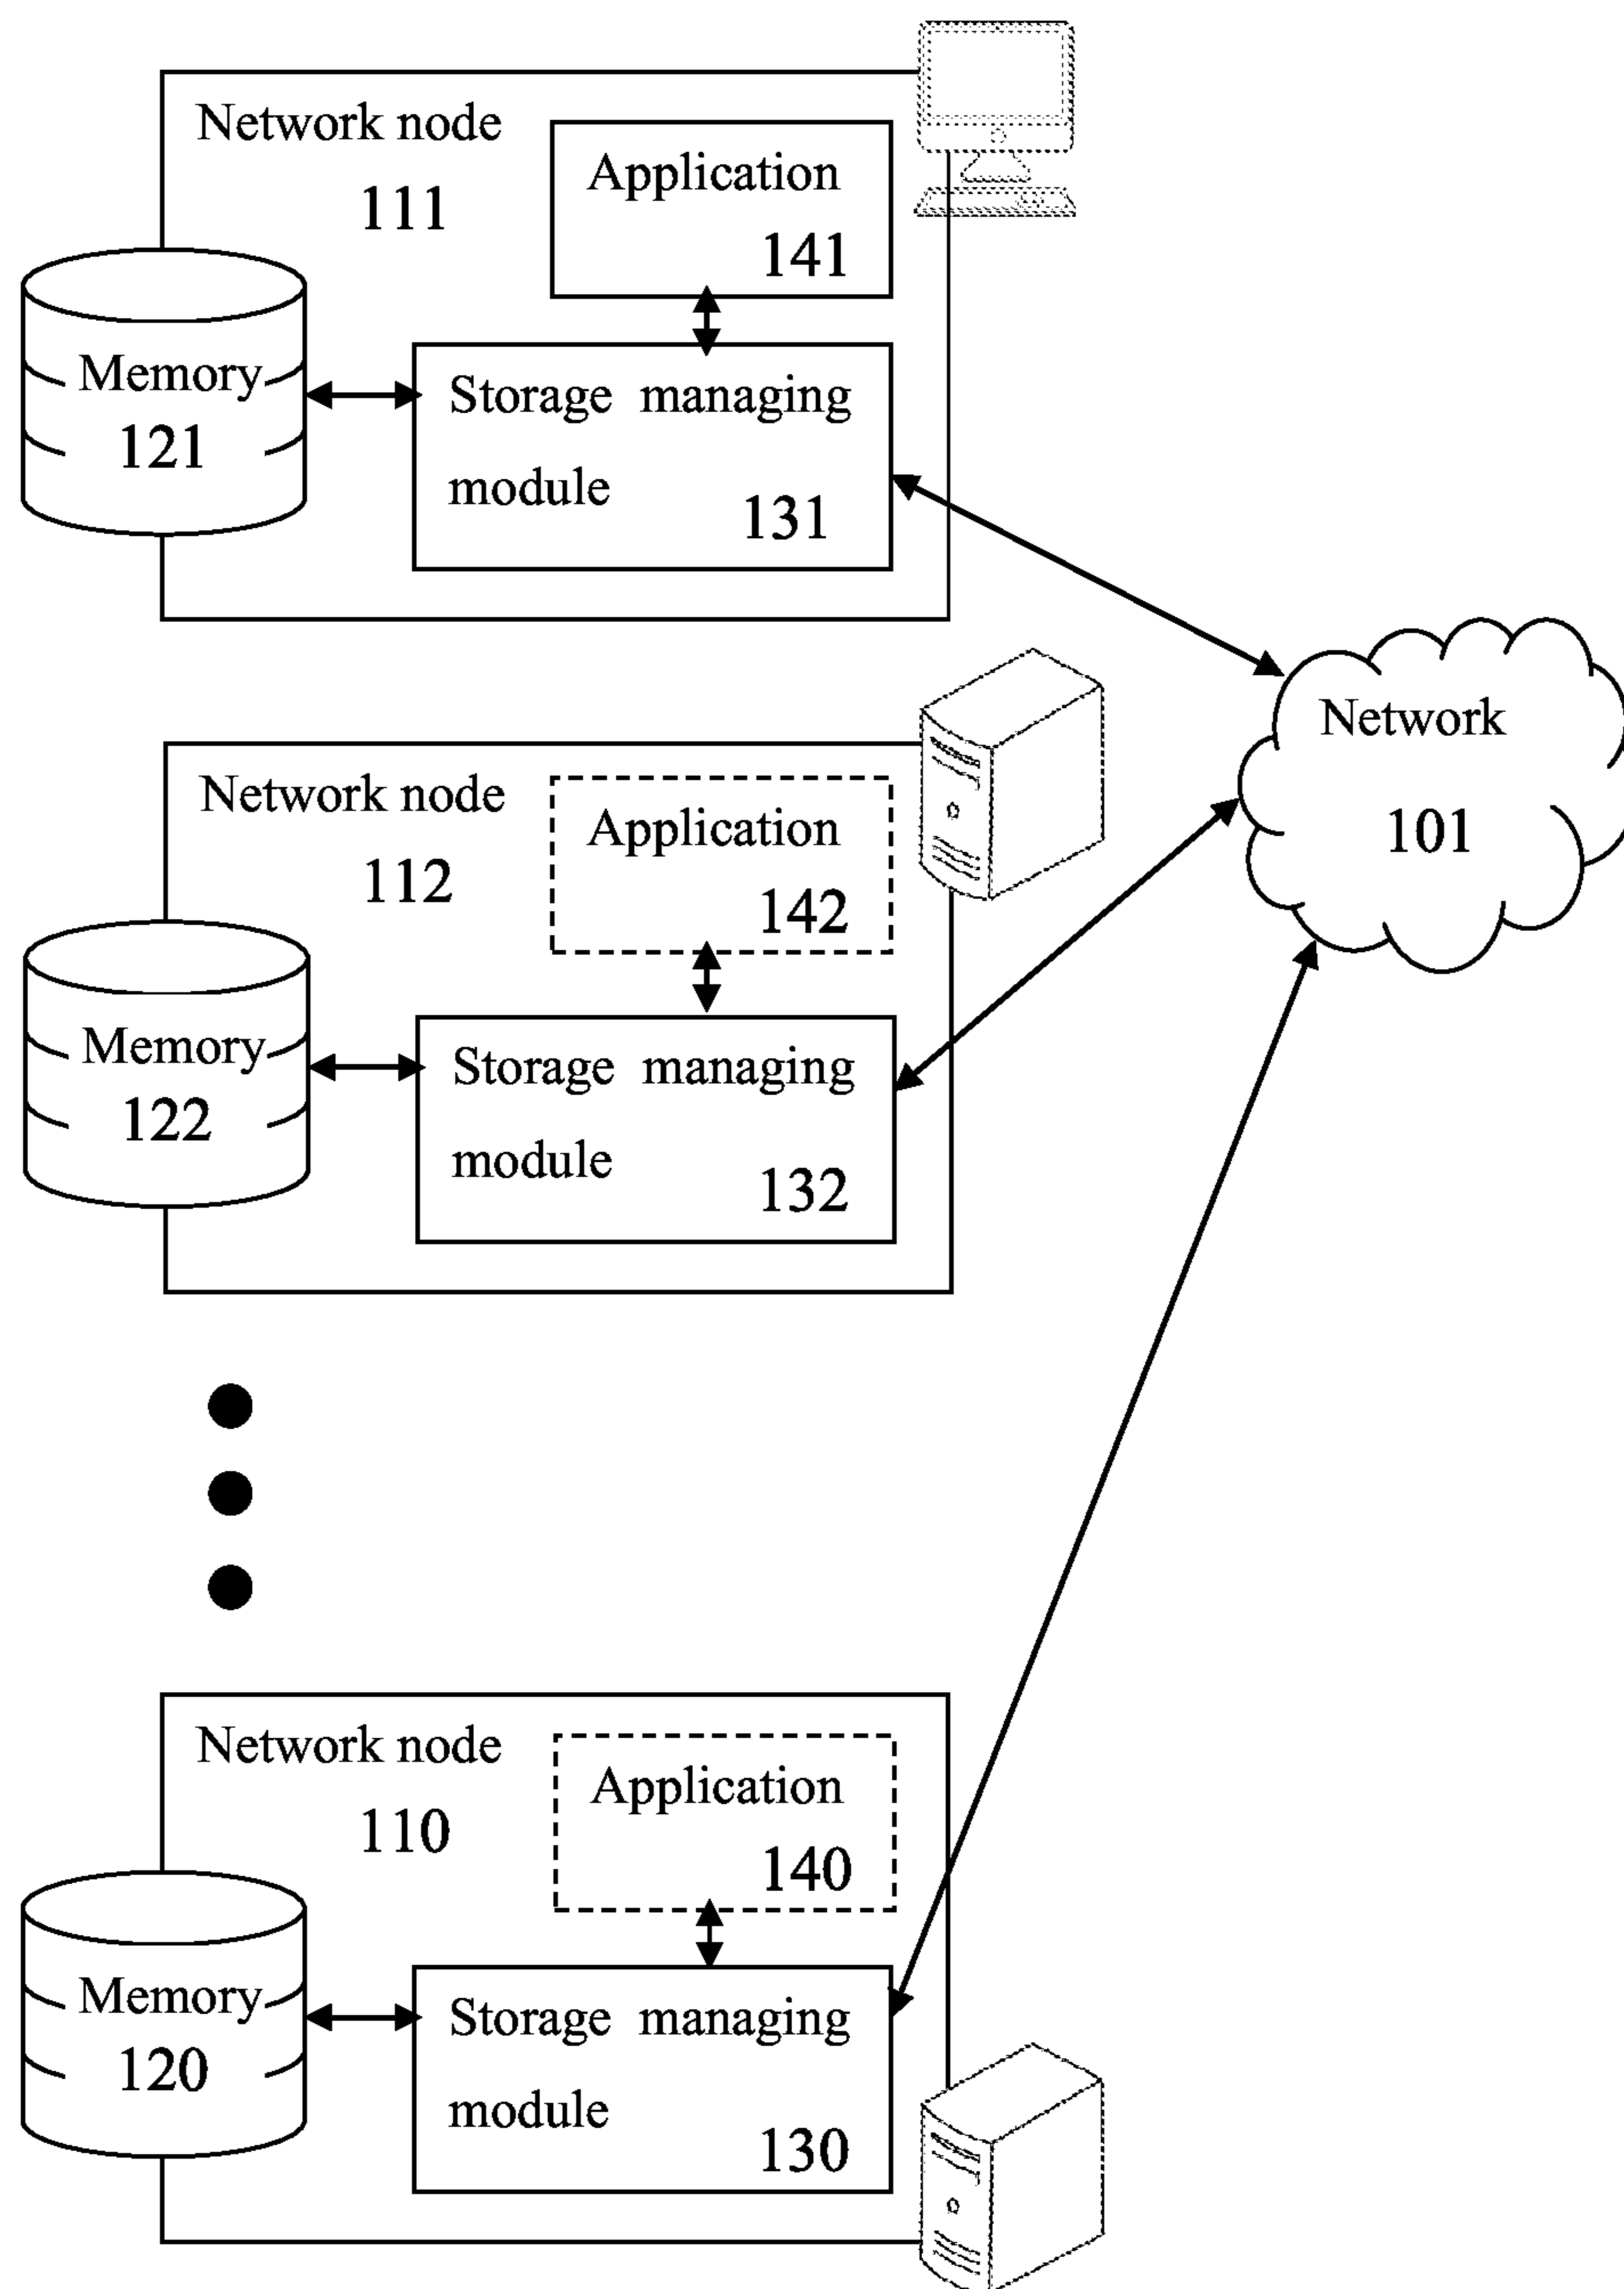 Network node
111
Application
141
Memory
121
Storage managing
module
131
Network
101
Network node
112
Application
142
Memory
122
Storage managing
module
132
Network node
110
Application
140
Memory
120
Storage managing
module
130